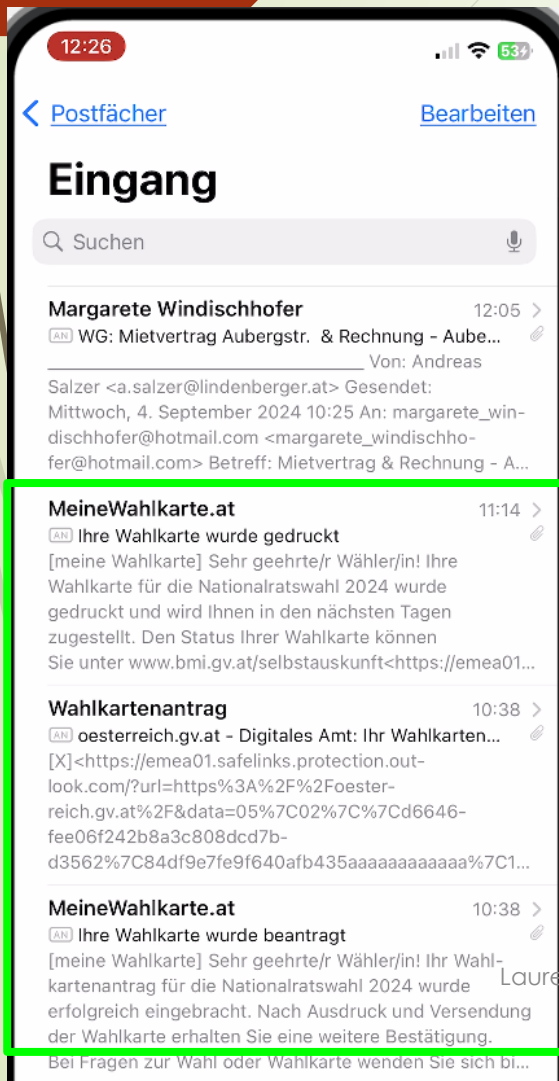 12:26
53
Postfächer
Bearbeiten
Eingang
Suchen
Margarete Windischhofer 12:05
AN WG: Mietvertrag Aubergstr. & Rechnung - Aube...
___________________________ Von: Andreas
Salzer <a.salzer@lindenberger.at> Gesendet:
Mittwoch, 4. September 2024 10:25 An: margarete_win-
dischhofer@hotmail.com <margarete_windischho-
fer@hotmail.com> Betreff: Mietvertrag & Rechnung - A...
MeineWahlkarte.at 11:14
AN Ihre Wahlkarte wurde gedruckt
[meine Wahlkarte] Sehr geehrte/r Wähler/in! Ihre
Wahlkarte für die Nationalratswahl 2024 wurde
gedruckt und wird Ihnen in den nächsten Tagen
zugestellt. Den Status Ihrer Wahlkarte können
Sie unter www.bmi.gv.at/selbstauskunft<https://emea01...
Wahlkartenantrag 10:38
AN oesterreich.gv.at - Digitales Amt: Ihr Wahlkarten...
[X]<https://emea01.safelinks.protection.out-
look.com/?url=https%3A%2F%2Foester-
reich.gv.at%2F&data=05%7C02%7C%7Cd6646-
fee06f242b8a3c808dcd7b-
d3562%7C84df9e7fe9f640afb435aaaaaaaaaaaa%7C1...
MeineWahlkarte.at 10:38
AN Ihre Wahlkarte wurde beantragt
[meine Wahlkarte] Sehr geehrte/r Wähler/in! Ihr Wahl-
kartenantrag für die Nationalratswahl 2024 wurde
Laure
erfolgreich eingebracht. Nach Ausdruck und Versendung
der Wahlkarte erhalten Sie eine weitere Bestätigung.
Bei Fragen zur Wahl oder Wahlkarte wenden Sie sich bi...